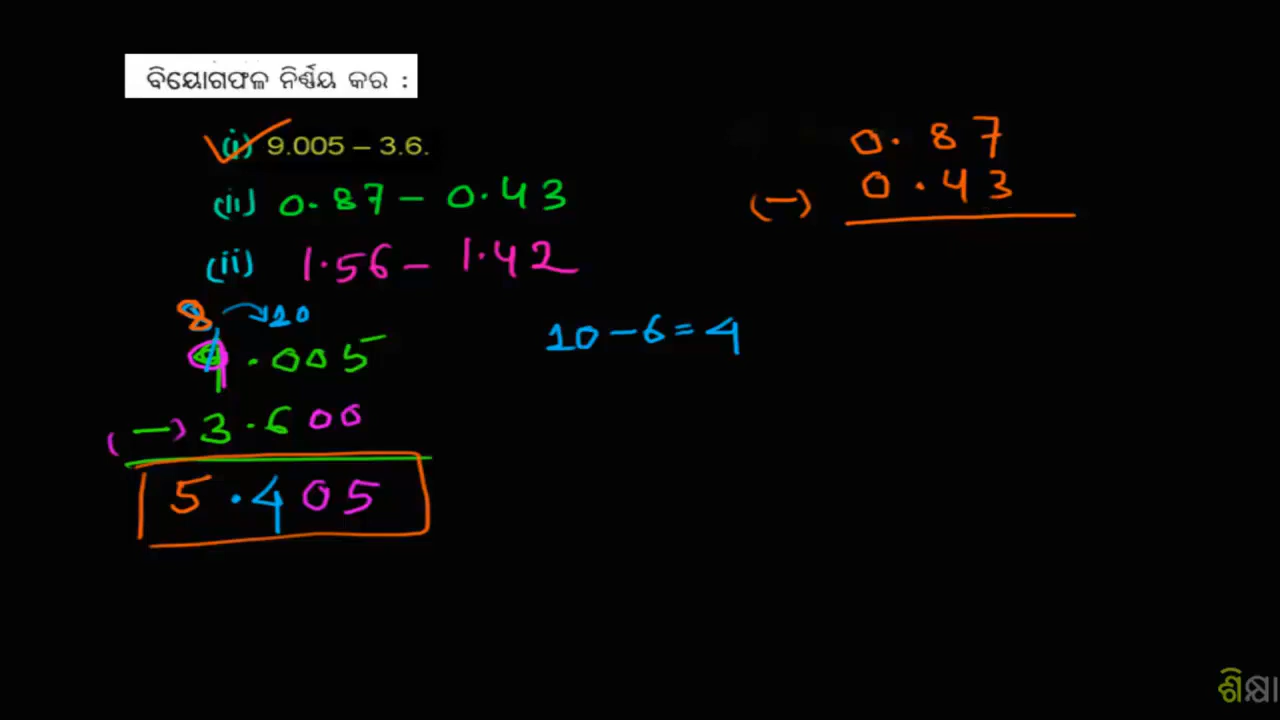 ବିୟୋଗଫଳ ନିର୍ଣ୍ଣୟ କର :
(i) 9.005 – 3.6.
(ii) 0.87 – 0.43
(ii) 1.56 – 1.42
8 10
9.005
(–) 3.600
5.405
10 – 6 = 4
0.87
(–) 0.43
ଶିକ୍ଷା